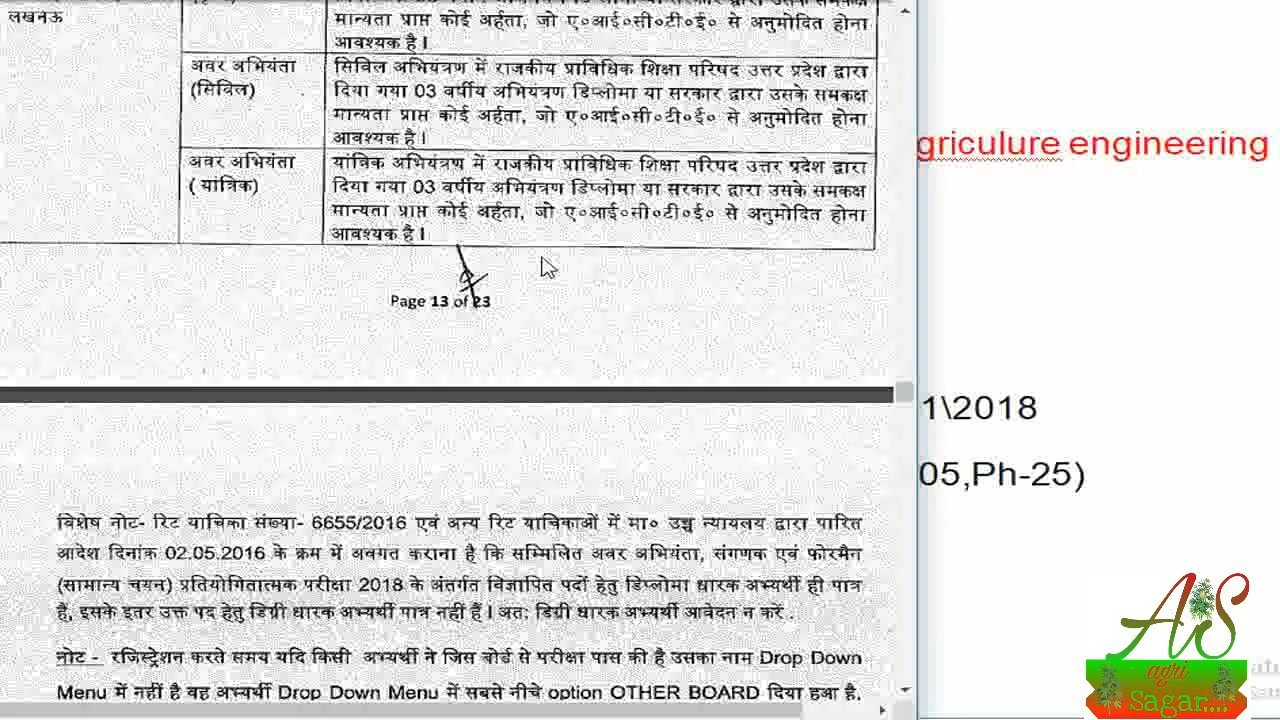 लखनऊ
मान्यता प्राप्त कोई अर्हता, जो ए०आई०सी०टी०ई० से अनुमोदित होना
आवश्यक है।
अवर अभियंता
(सिविल)
सिविल अभियंत्रण में राजकीय प्राविधिक शिक्षा परिषद उत्तर प्रदेश द्वारा
दिया गया 03 वर्षीय अभियंत्रण डिप्लोमा या सरकार द्वारा उसके समकक्ष
मान्यता प्राप्त कोई अर्हता, जो ए०आई०सी०टी०ई० से अनुमोदित होना
आवश्यक है।
अवर अभियंता
(यांत्रिक)
यांत्रिक अभियंत्रण में राजकीय प्राविधिक शिक्षा परिषद उत्तर प्रदेश द्वारा
दिया गया 03 वर्षीय अभियंत्रण डिप्लोमा या सरकार द्वारा उसके समकक्ष
मान्यता प्राप्त कोई अर्हता, जो ए०आई०सी०टी०ई० से अनुमोदित होना
आवश्यक है।
Page 13 of 23
विशेष नोट- रिट याचिका संख्या- 6655/2016 एवं अन्य रिट याचिकाओं में मा० उच्च न्यायलय द्वारा पारित
आदेश दिनांक 02.05.2016 के क्रम में अवगत कराना है कि सम्मिलित अवर अभियंता, संगणक एवं फोरमैन
(सामान्य चयन) प्रतियोगितात्मक परीक्षा 2018 के अंतर्गत विज्ञापित पदों हेतु डिप्लोमा धारक अभ्यर्थी ही पात्र
है, इसके इतर उक्त पद हेतु डिग्री धारक अभ्यर्थी पात्र नहीं हैं। अत: डिग्री धारक अभ्यर्थी आवेदन न करें .
नोट - रजिस्ट्रेशन करते समय यदि किसी अभ्यर्थी ने जिस बोर्ड से परीक्षा पास की है उसका नाम Drop Down
Menu में नहीं है वह अभ्यर्थी Drop Down Menu में सबसे नीचे option OTHER BOARD दिया हुआ है,
griculure engineering
1\2018
05,Ph-25)
AS
agri
Sagar...